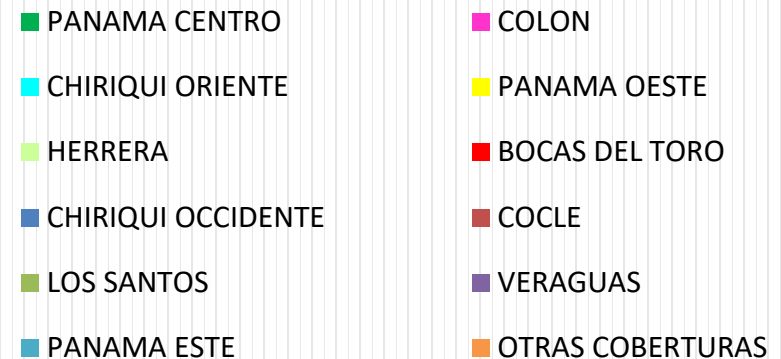 PANAMA CENTRO
COLON
CHIRIQUI ORIENTE
PANAMA OESTE
HERRERA
BOCAS DEL TORO
CHIRIQUI OCCIDENTE
COCLE
LOS SANTOS
VERAGUAS
PANAMA ESTE
OTRAS COBERTURAS